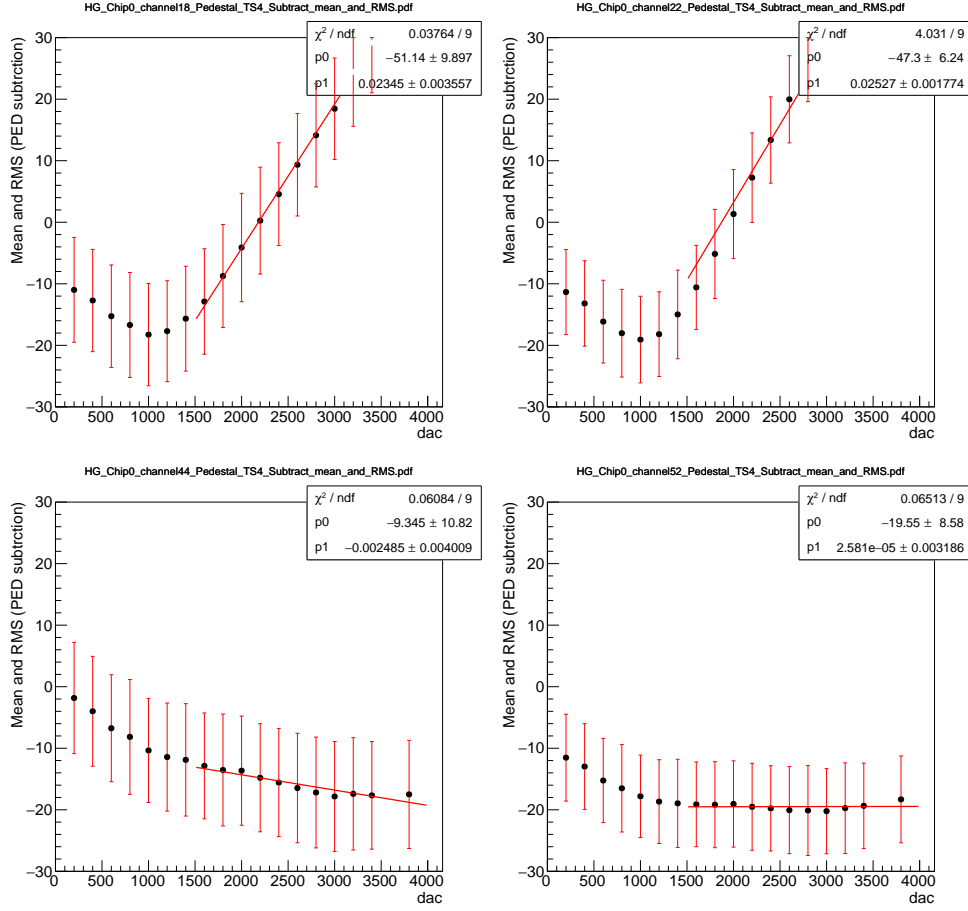 HG_Chip0_channel18_Pedestal_TS4_Subtract_mean_and_RMS.pdf
χ² / ndf 0.03764 / 9
p0 −51.14 ± 9.897
p1 0.02345 ± 0.003557
Mean and RMS (PED subtrction)
30
20
10
0
−10
−20
−30
0 500 1000 1500 2000 2500 3000 3500 4000
dac
HG_Chip0_channel22_Pedestal_TS4_Subtract_mean_and_RMS.pdf
χ² / ndf 4.031 / 9
p0 −47.3 ± 6.24
p1 0.02527 ± 0.001774
Mean and RMS (PED subtrction)
30
20
10
0
−10
−20
−30
0 500 1000 1500 2000 2500 3000 3500 4000
dac
HG_Chip0_channel44_Pedestal_TS4_Subtract_mean_and_RMS.pdf
χ² / ndf 0.06084 / 9
p0 −9.345 ± 10.82
p1 −0.002485 ± 0.004009
Mean and RMS (PED subtrction)
30
20
10
0
−10
−20
−30
0 500 1000 1500 2000 2500 3000 3500 4000
dac
HG_Chip0_channel52_Pedestal_TS4_Subtract_mean_and_RMS.pdf
χ² / ndf 0.06513 / 9
p0 −19.55 ± 8.58
p1 2.581e−05 ± 0.003186
Mean and RMS (PED subtrction)
30
20
10
0
−10
−20
−30
0 500 1000 1500 2000 2500 3000 3500 4000
dac